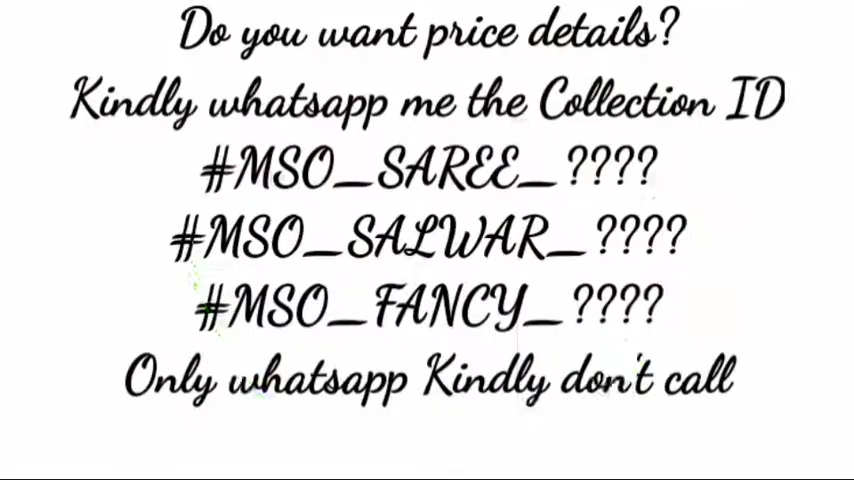 Do you want price details?
Kindly whatsapp me the Collection ID
#MSO_SAREE_????
#MSO_SALWAR_????
#MSO_FANCY_????
Only whatsapp Kindly don't call